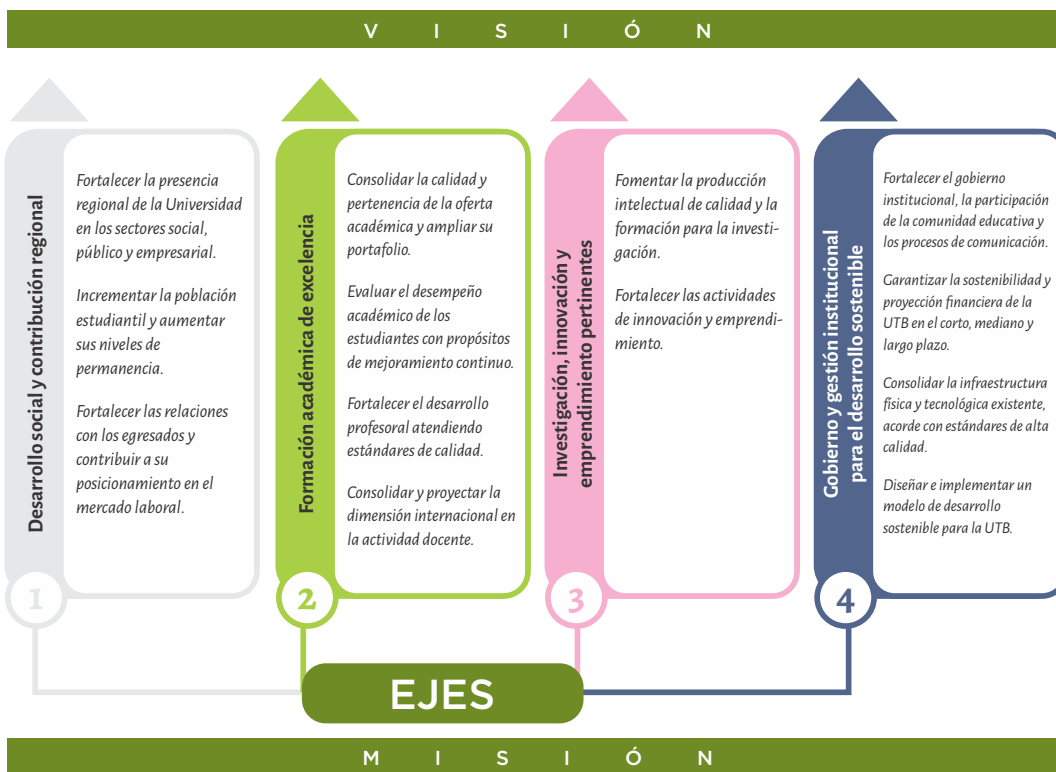 VISIÓN
Desarrollo social y contribución regional
Fortalecer la presencia
regional de la Universidad
en los sectores social,
público y empresarial.
Incrementar la población
estudiantil y aumentar
sus niveles de
permanencia.
Fortalecer las relaciones
con los egresados y
contribuir a su
posicionamiento en el
mercado laboral.
1
Formación académica de excelencia
Consolidar la calidad y
pertenencia de la oferta
académica y ampliar su
portafolio.
Evaluar el desempeño
académico de los
estudiantes con propósitos
de mejoramiento continuo.
Fortalecer el desarrollo
profesoral atendiendo
estándares de calidad.
Consolidar y proyectar la
dimensión internacional en
la actividad docente.
2
Investigación, innovación y
emprendimiento pertinentes
Fomentar la producción
intelectual de calidad y la
formación para la investi-
gación.
Fortalecer las actividades
de innovación y emprendi-
miento.
3
Gobierno y gestión institucional
para el desarrollo sostenible
Fortalecer el gobierno
institucional, la participación
de la comunidad educativa y
los procesos de comunicación.
Garantizar la sostenibilidad y
proyección financiera de la
UTB en el corto, mediano y
largo plazo.
Consolidar la infraestructura
física y tecnológica existente,
acorde con estándares de alta
calidad.
Diseñar e implementar un
modelo de desarrollo
sostenible para la UTB.
4
EJES
MISIÓN